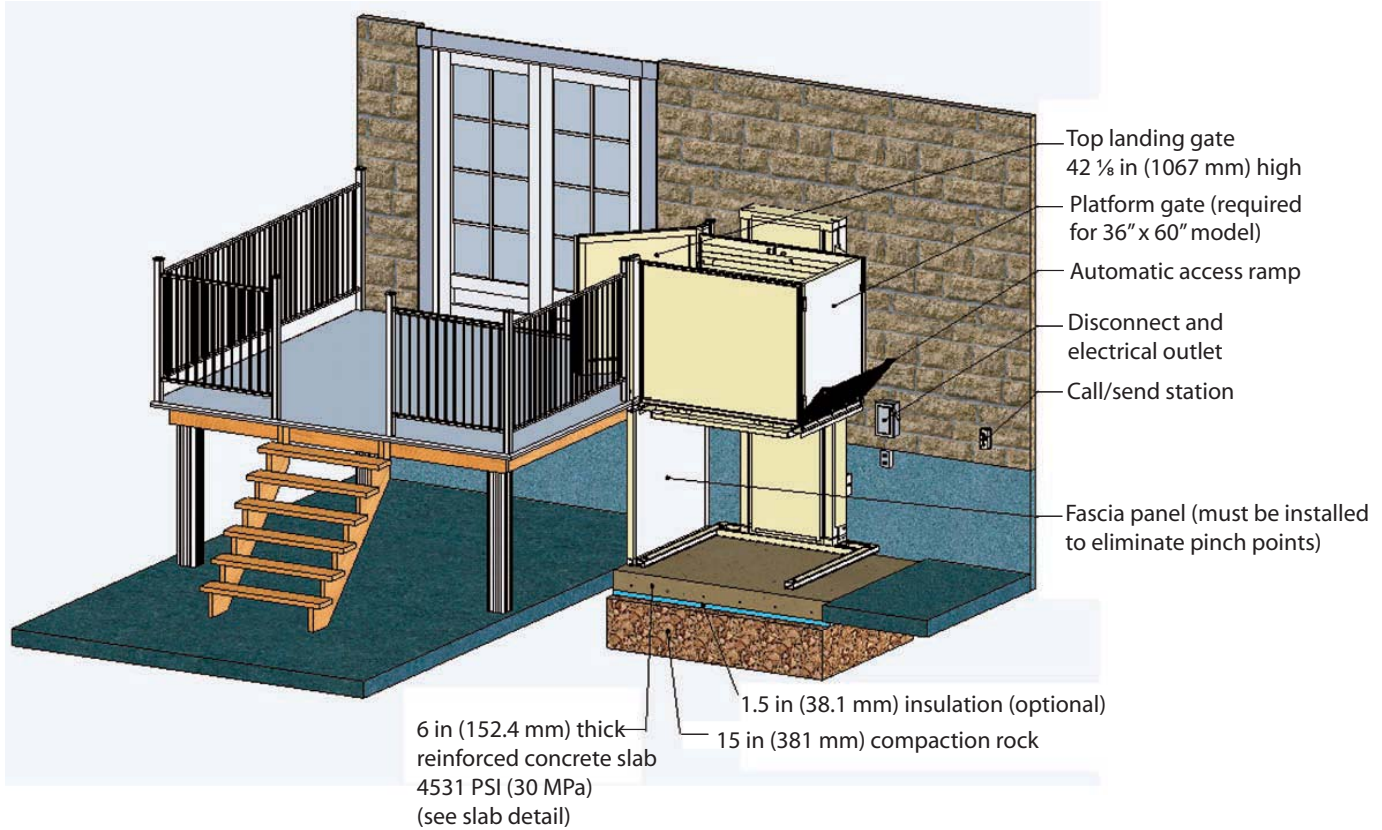 Top landing gate
42 ⅛ in (1067 mm) high
Platform gate (required
for 36” x 60” model)
Automatic access ramp
Disconnect and
electrical outlet
Call/send station
Fascia panel (must be installed
to eliminate pinch points)
1.5 in (38.1 mm) insulation (optional)
15 in (381 mm) compaction rock
6 in (152.4 mm) thick
reinforced concrete slab
4531 PSI (30 MPa)
(see slab detail)